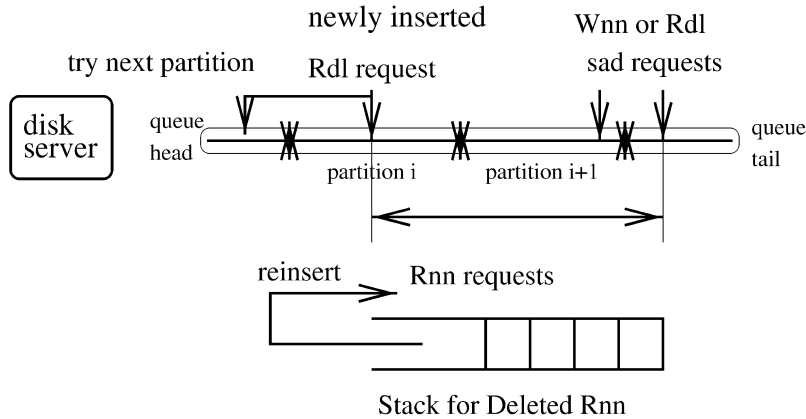 newly inserted
Wnn or Rdl
try next partition
Rdl request
sad requests
disk
server
queue
head
queue
tail
partition i
partition i+1
reinsert
Rnn requests
Stack for Deleted Rnn